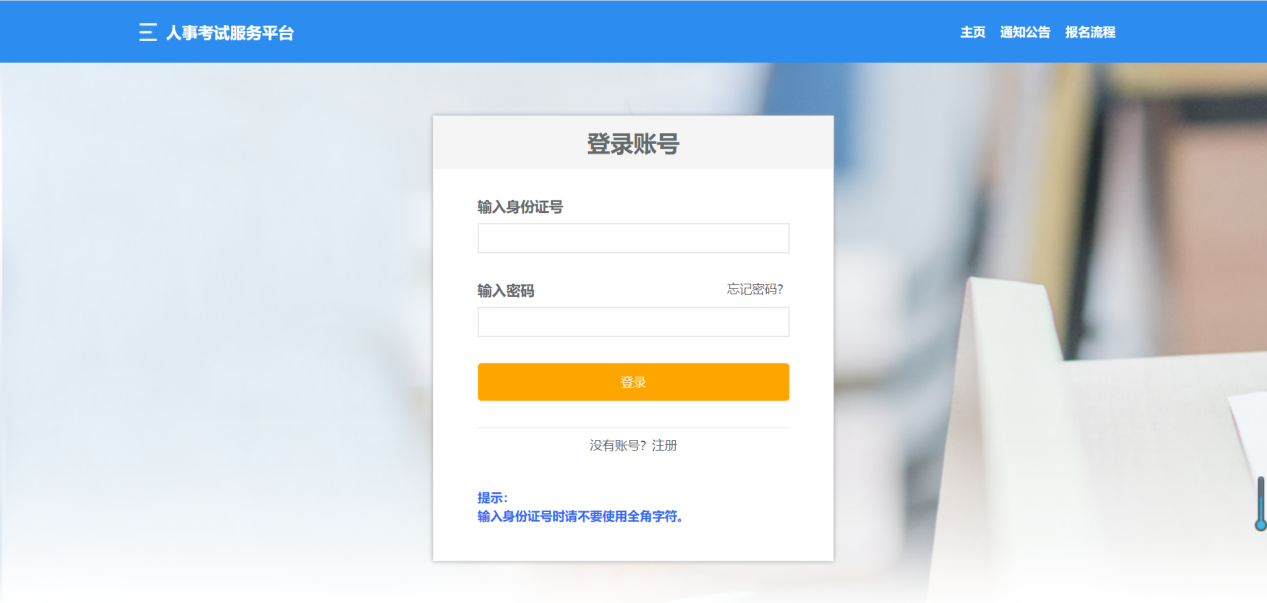 人事考试服务平台
主页 通知公告 报名流程
登录账号
输入身份证号
输入密码 忘记密码?
登录
没有账号? 注册
提示:
输入身份证号时请不要使用全角字符。